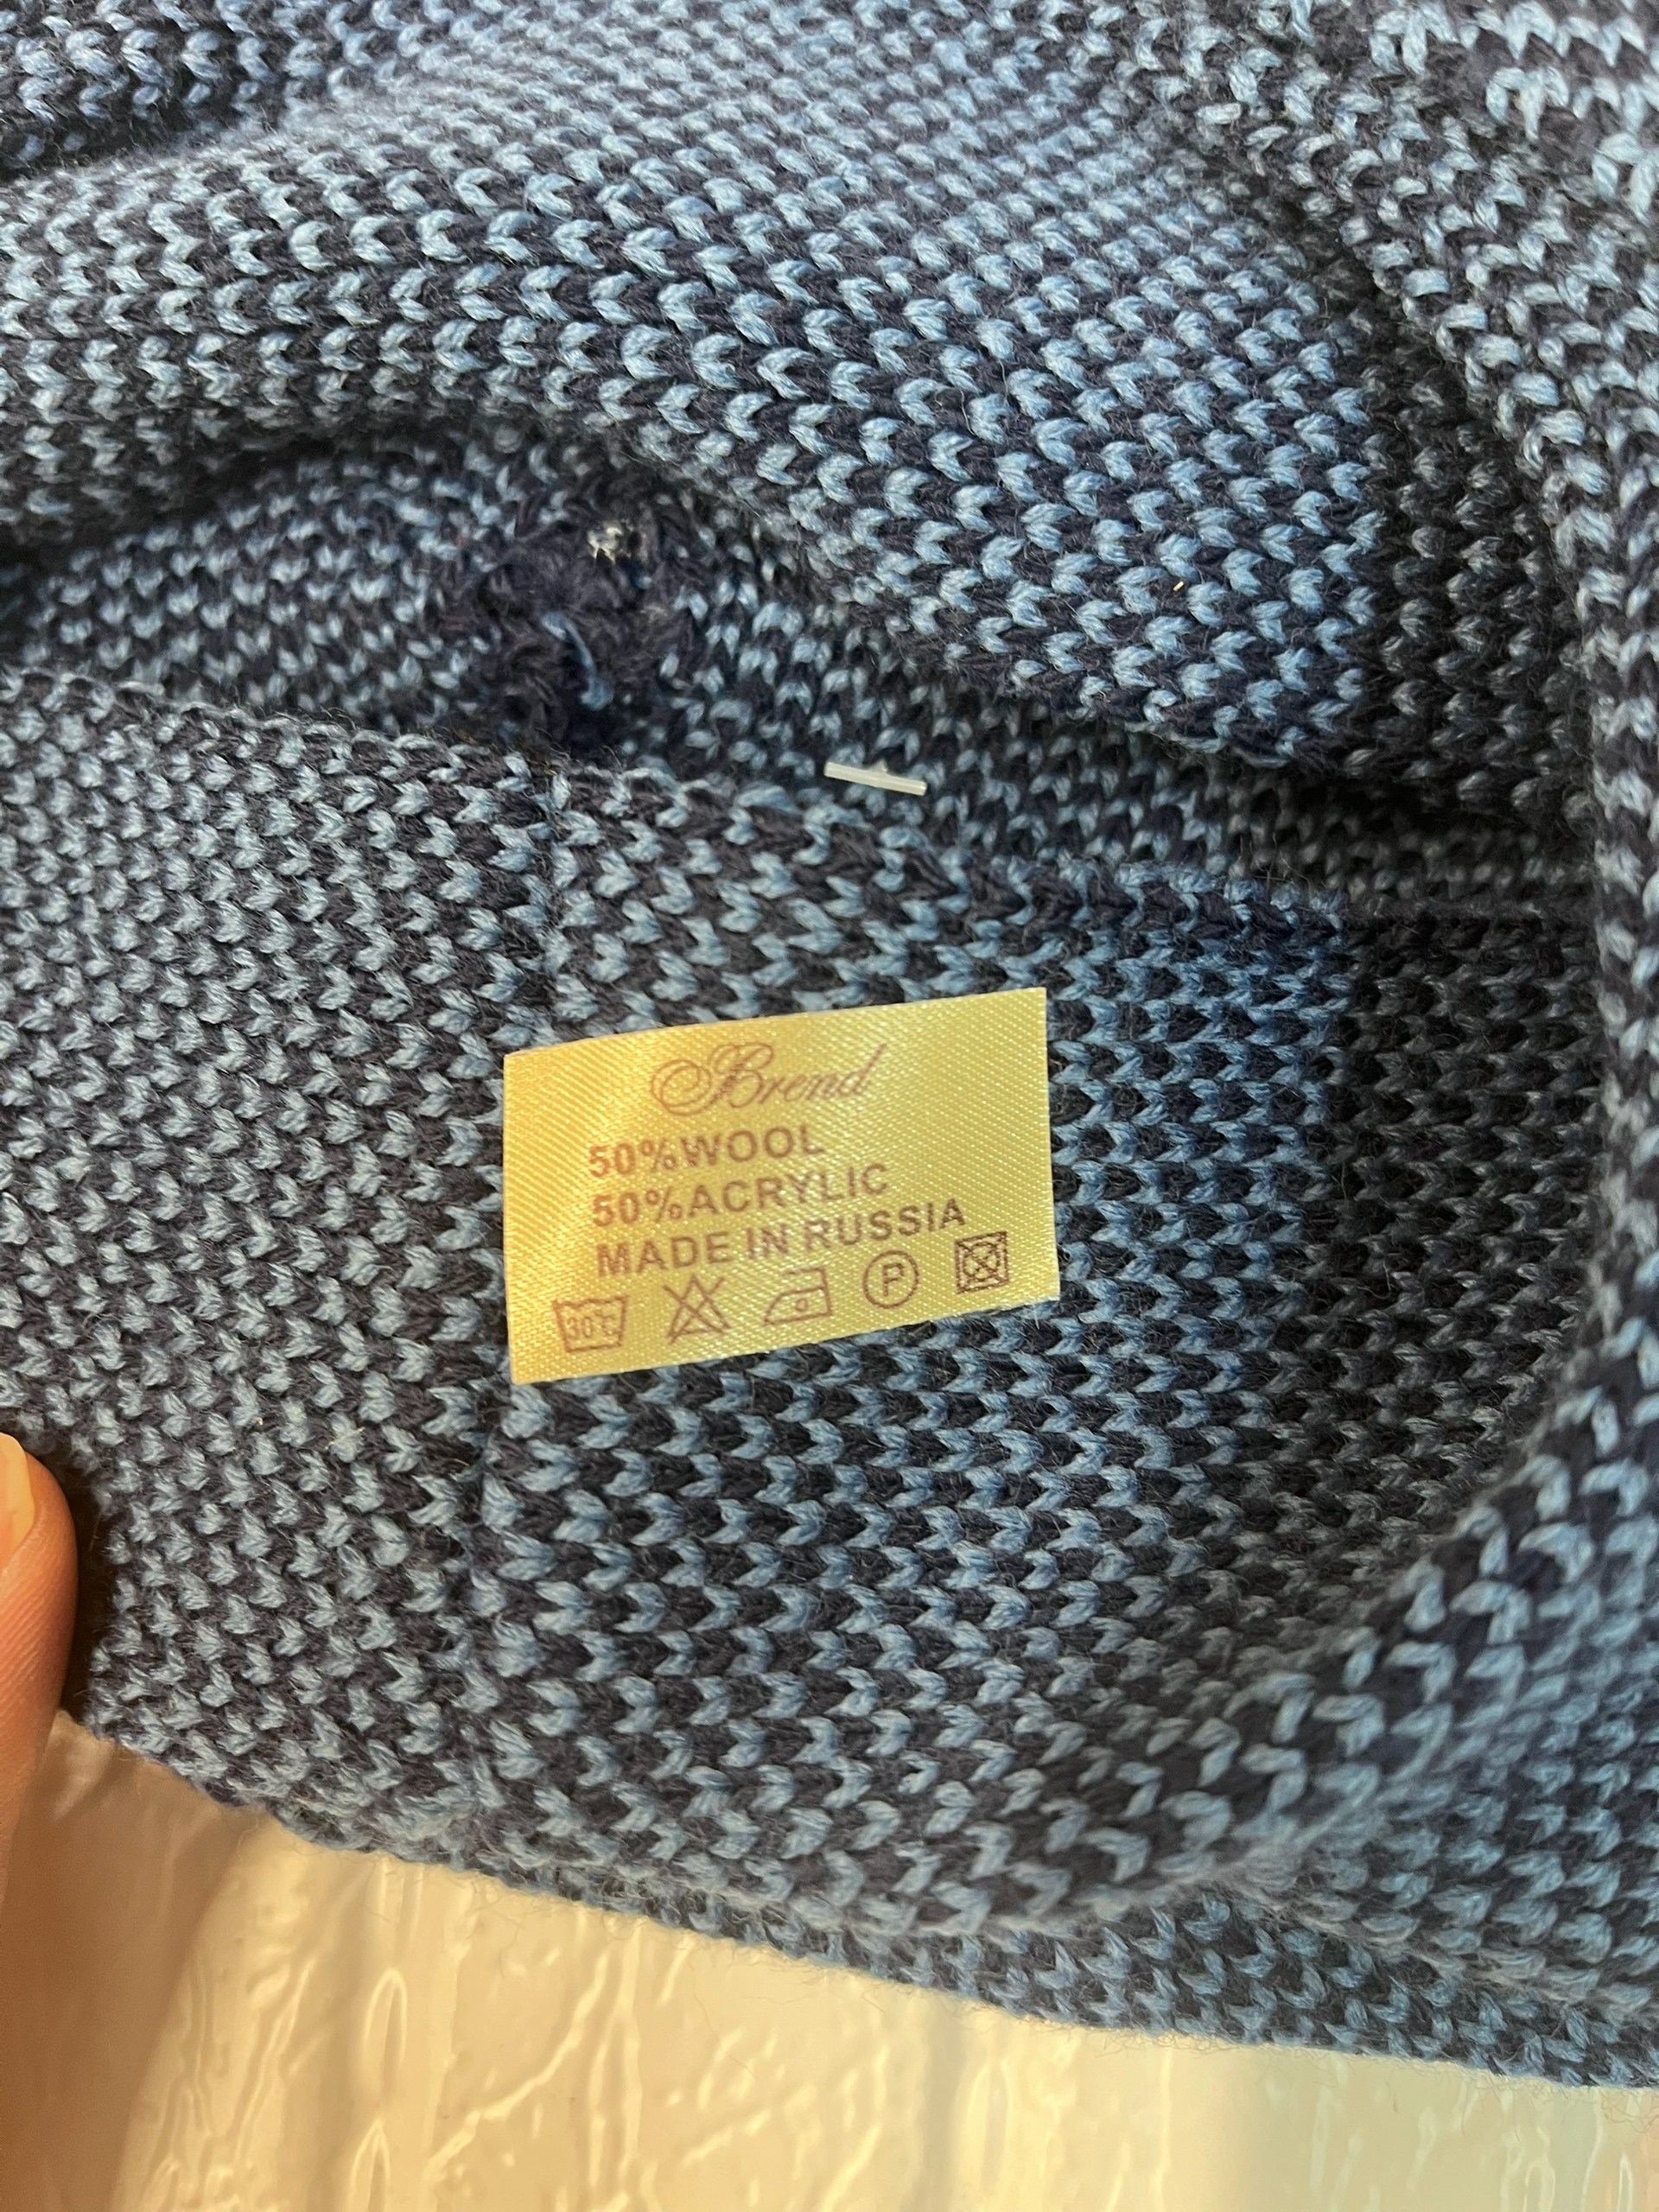 Brend
50%WOOL
50%ACRYLIC
MADE IN RUSSIA
30°C P